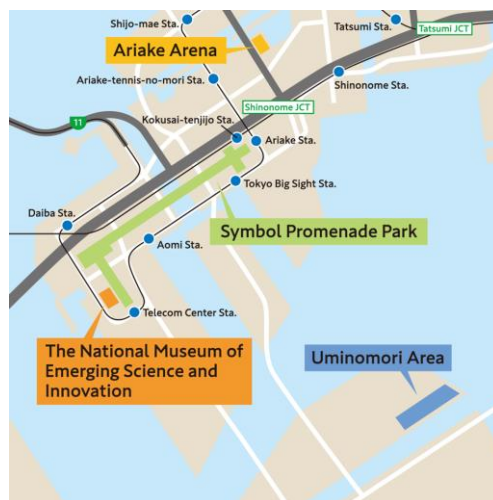 Shijo-mae Sta.
Tatsumi Sta.
Tatsumi JCT
Ariake Arena
Ariake-tennis-no-mori Sta.
Shinonome Sta.
Shinonome JCT
11
Kokusai-tenjijo Sta.
Ariake Sta.
Tokyo Big Sight Sta.
Daiba Sta.
Symbol Promenade Park
Aomi Sta.
Telecom Center Sta.
The National Museum of
Emerging Science and
Innovation
Uminomori Area